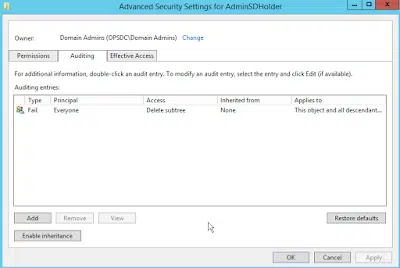 Advanced Security Settings for AdminSDHolder
Owner: Domain Admins (OPSDC\Domain Admins) Change
Permissions Auditing Effective Access
For additional information, double-click an audit entry. To modify an audit entry, select the entry and click Edit (if available).
Auditing entries:
Type Principal Access Inherited from Applies to
Fail Everyone Delete subtree None This object and all descendant...
Add Remove View Restore defaults
Enable inheritance
OK Cancel Apply